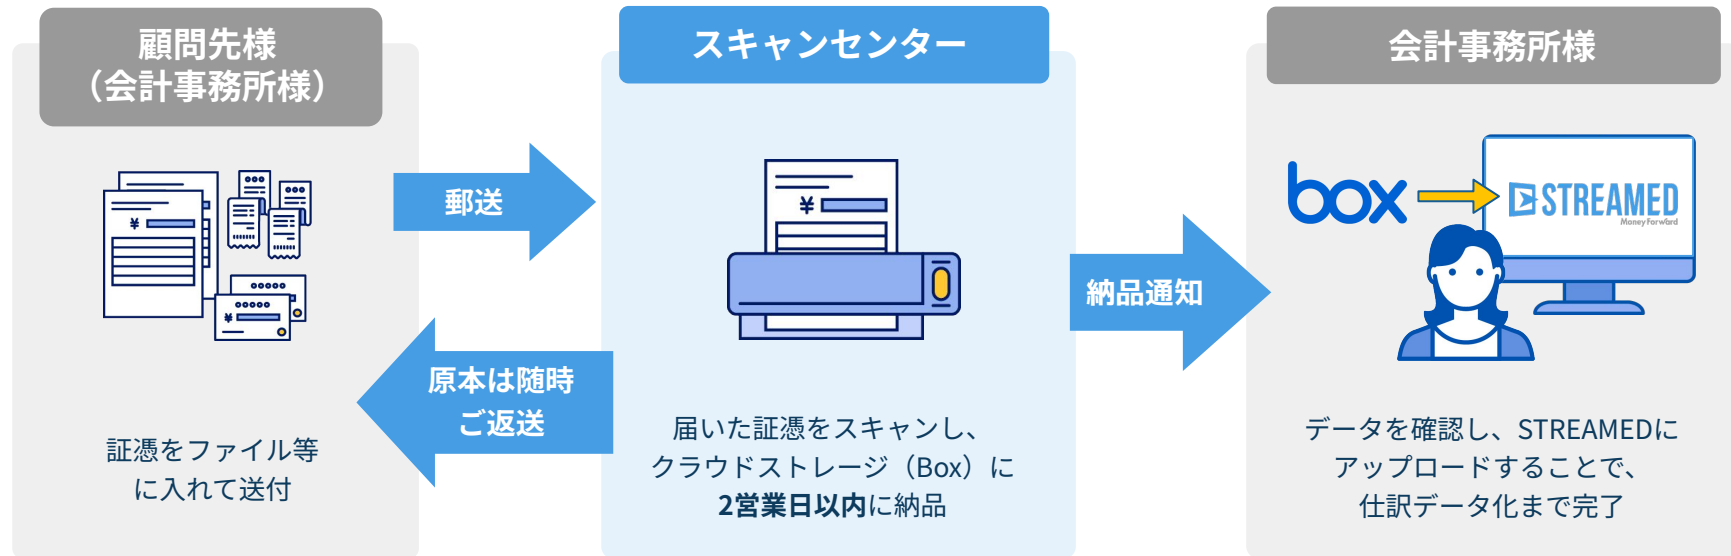 顧問先様
（会計事務所様）
郵送
原本は随時
ご返送
証憑をファイル等
に入れて送付
スキャンセンター
¥
届いた証憑をスキャンし、
クラウドストレージ（Box）に
2営業日以内に納品
納品通知
会計事務所様
box
STREAMED
Money Forward
データを確認し、STREAMEDに
アップロードすることで、
仕訳データ化まで完了
¥
¥